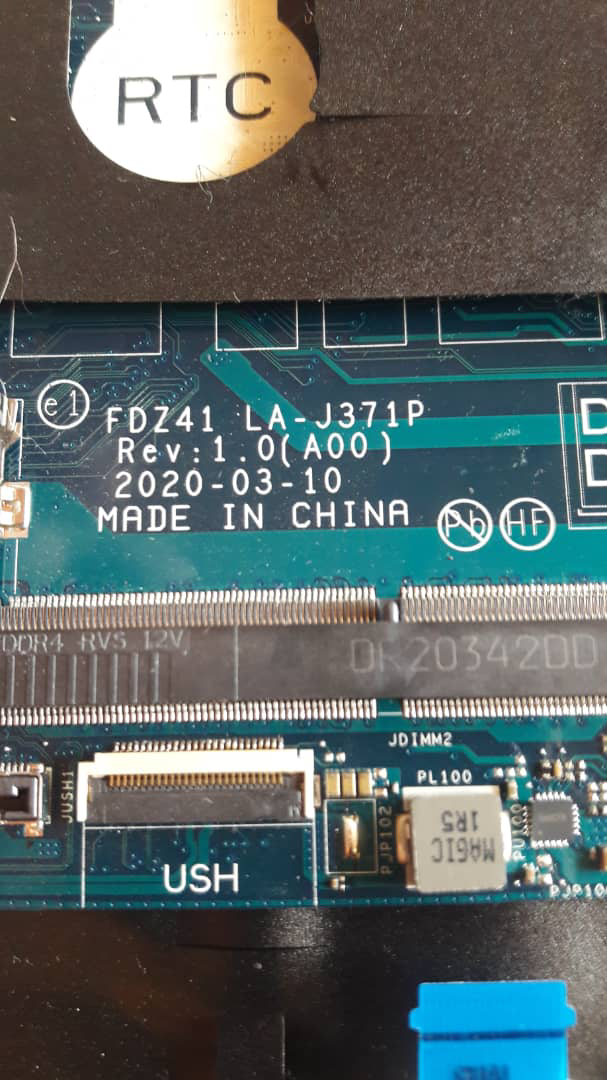 RTC
e1
FDZ41 LA-J371P
Rev:1.0(A00)
2020-03-10
MADE IN CHINA
Pb HF
D
D
DDR4 RVS 12V
JDIMM2
PL100
JUSH1
PJP102
MAGIC
1R5
USH